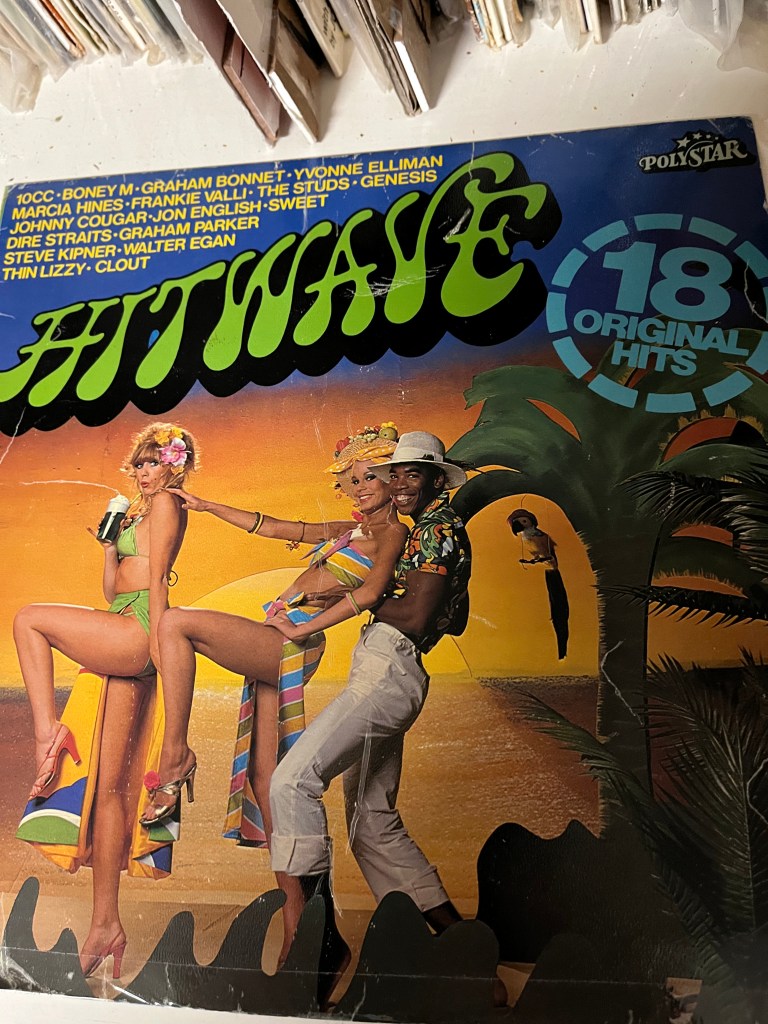 10CC · BONEY M · GRAHAM BONNET · YVONNE ELLIMAN
MARCIA HINES · FRANKIE VALLI · THE STUDS · GENESIS
JOHNNY COUGAR · JON ENGLISH · SWEET
DIRE STRAITS · GRAHAM PARKER
STEVE KIPNER · WALTER EGAN
THIN LIZZY · CLOUT
POLYSTAR
HITWAVE
18
ORIGINAL
HITS